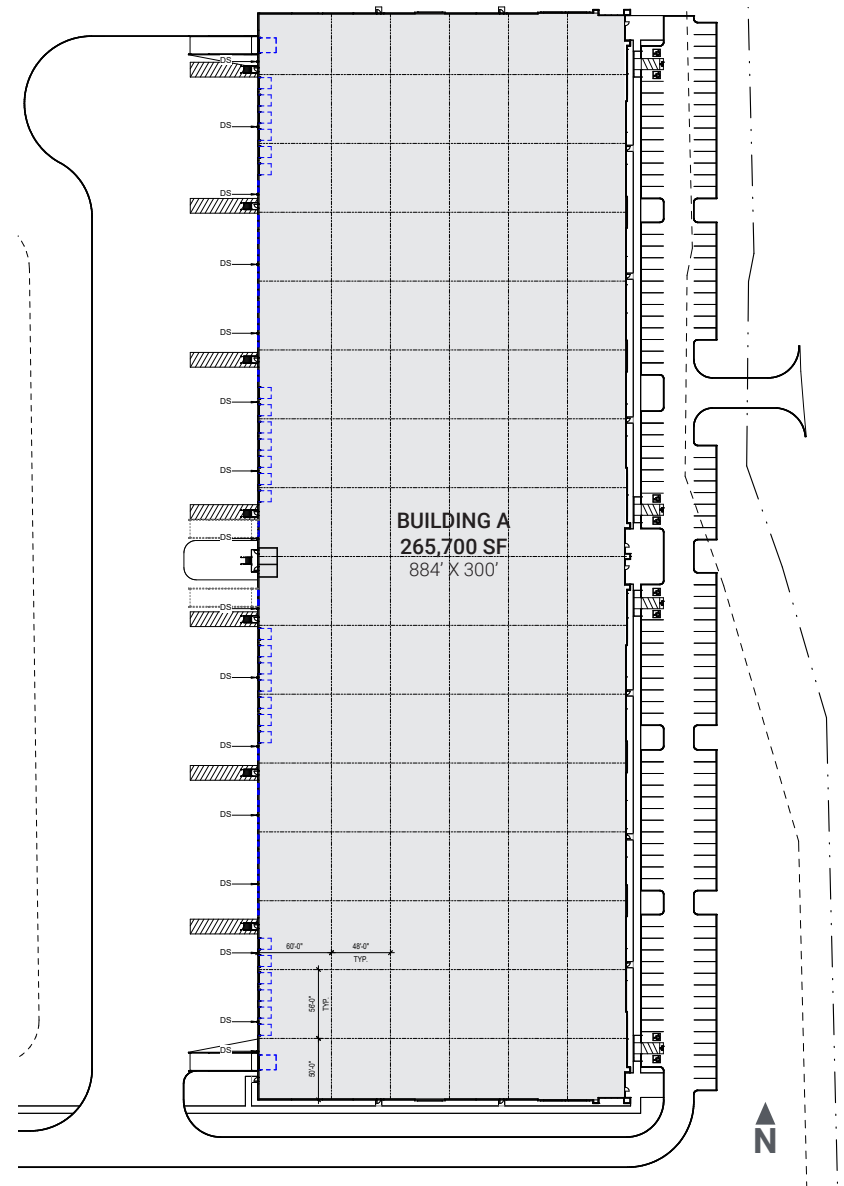 DS
DS
DS
DS
DS
DS
DS
BUILDING A
265,700 SF
884’ X 300’
DS
DS
DS
DS
DS
DS
60'-0"
48'-0"
TYP.
DS
56'-0"
TYP.
DS
DS
50'-0"
N